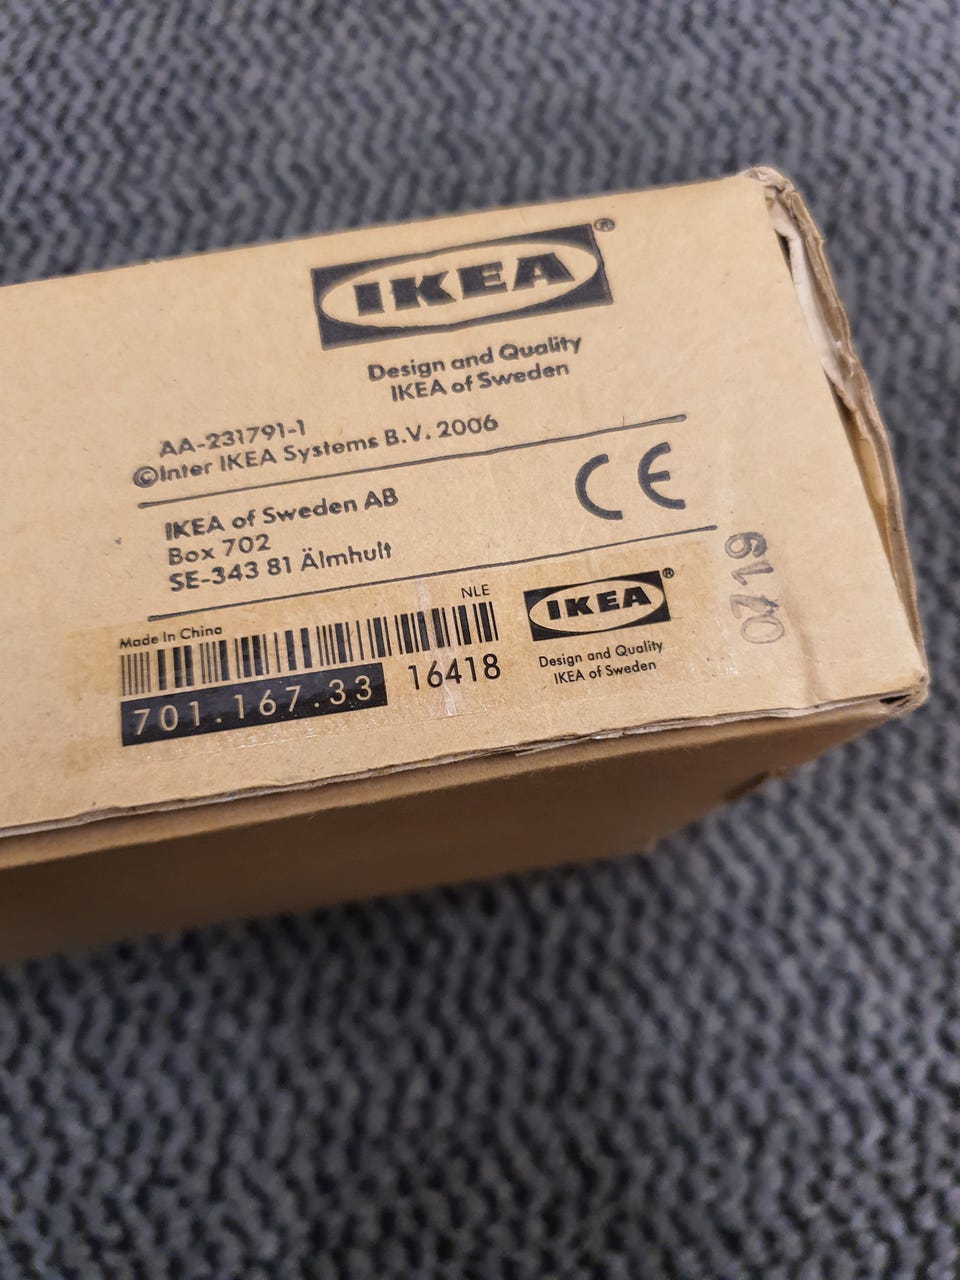 IKEA®
Design and Quality
IKEA of Sweden
AA-231791-1
©Inter IKEA Systems B.V. 2006
CE
IKEA of Sweden AB
Box 702
SE-343 81 Älmhult
NLE
Made In China
701.167.33
16418
IKEA®
Design and Quality
IKEA of Sweden
0719